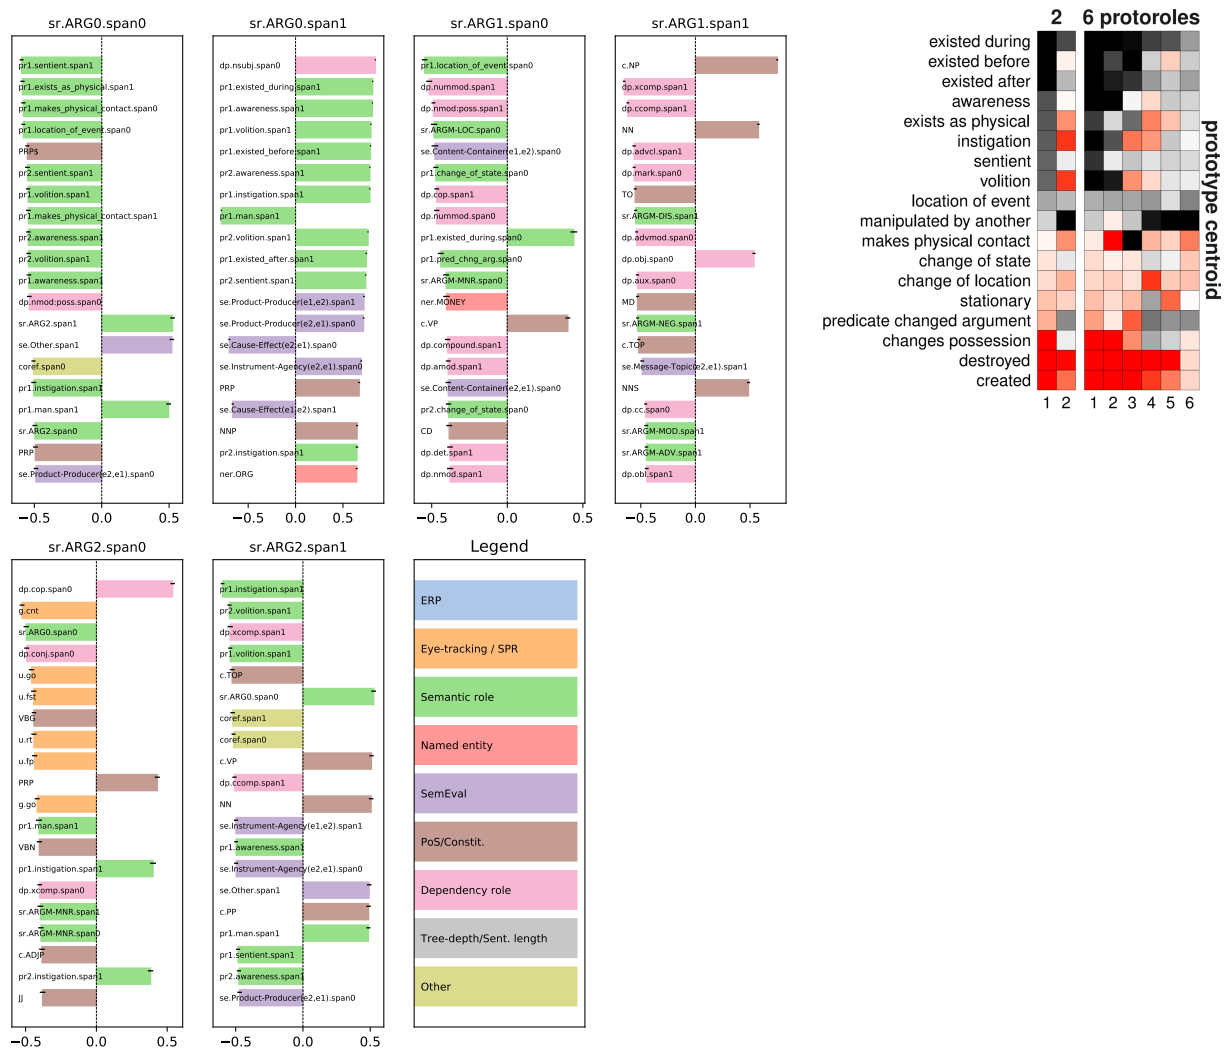 sr.ARG0.span0
pr1.sentient.span1
pr1.exists_as_physical.span1
pr1.makes_physical_contact.span0
pr1.location_of_event.span0
PRP$
pr2.sentient.span1
pr1.volition.span1
pr1.makes_physical_contact.span1
pr2.awareness.span1
pr2.volition.span1
pr1.awareness.span1
dp.nmod:poss.span0
sr.ARG2.span1
se.Other.span1
coref.span0
pr1.instigation.span1
pr1.man.span1
sr.ARG2.span0
PRP
se.Product-Producer(e2,e1).span0
−0.5 0.0 0.5
sr.ARG0.span1
dp.nsubj.span0
pr1.existed_during.span1
pr1.awareness.span1
pr1.volition.span1
pr1.existed_before.span1
pr2.awareness.span1
pr1.instigation.span1
pr1.man.span1
pr2.volition.span1
pr1.existed_after.span1
pr2.sentient.span1
se.Product-Producer(e1,e2).span1
se.Product-Producer(e2,e1).span0
se.Cause-Effect(e2,e1).span0
se.Instrument-Agency(e2,e1).span0
PRP
se.Cause-Effect(e1,e2).span1
NNP
pr2.instigation.span1
ner.ORG
−0.5 0.0 0.5
sr.ARG1.span0
pr1.location_of_event.span0
dp.nummod.span1
dp.nmod:poss.span1
sr.ARGM-LOC.span0
se.Content-Container(e1,e2).span0
pr1.change_of_state.span0
dp.cop.span1
dp.nummod.span0
pr1.existed_during.span0
pr1.pred_chng_arg.span0
sr.ARGM-MNR.span0
ner.MONEY
c.VP
dp.compound.span1
dp.amod.span1
se.Content-Container(e2,e1).span0
pr2.change_of_state.span0
CD
dp.det.span1
dp.nmod.span1
−0.5 0.0 0.5
sr.ARG1.span1
c.NP
dp.xcomp.span1
dp.ccomp.span1
NN
dp.advcl.span1
dp.mark.span0
TO
sr.ARGM-DIS.span1
dp.advmod.span0
dp.obj.span0
dp.aux.span0
MD
sr.ARGM-NEG.span1
c.TOP
se.Message-Topic(e2,e1).span1
NNS
dp.cc.span0
sr.ARGM-MOD.span1
sr.ARGM-ADV.span1
dp.obl.span1
−0.5 0.0 0.5
2 6 protoroles
existed during
existed before
existed after
awareness
exists as physical
instigation
sentient
volition
location of event
manipulated by another
makes physical contact
change of state
change of location
stationary
predicate changed argument
changes possession
destroyed
created
1 2 1 2 3 4 5 6
prototype centroid
sr.ARG2.span0
dp.cop.span0
g.cnt
sr.ARG0.span0
dp.conj.span0
u.go
u.fst
VBG
u.rt
u.fp
PRP
g.go
pr1.man.span1
VBN
pr1.instigation.span1
dp.xcomp.span0
sr.ARGM-MNR.span1
sr.ARGM-MNR.span0
c.ADJP
pr2.instigation.span1
JJ
−0.5 0.0 0.5
sr.ARG2.span1
pr1.instigation.span1
pr2.volition.span1
dp.xcomp.span1
pr1.volition.span1
c.TOP
sr.ARG0.span0
coref.span1
coref.span0
c.VP
dp.ccomp.span1
NN
se.Instrument-Agency(e1,e2).span1
pr1.awareness.span1
se.Instrument-Agency(e2,e1).span0
se.Other.span1
c.PP
pr1.man.span1
pr1.sentient.span1
pr2.awareness.span1
se.Product-Producer(e2,e1).span0
−0.5 0.0 0.5
Legend
ERP
Eye-tracking / SPR
Semantic role
Named entity
SemEval
PoS/Constit.
Dependency role
Tree-depth/Sent. length
Other